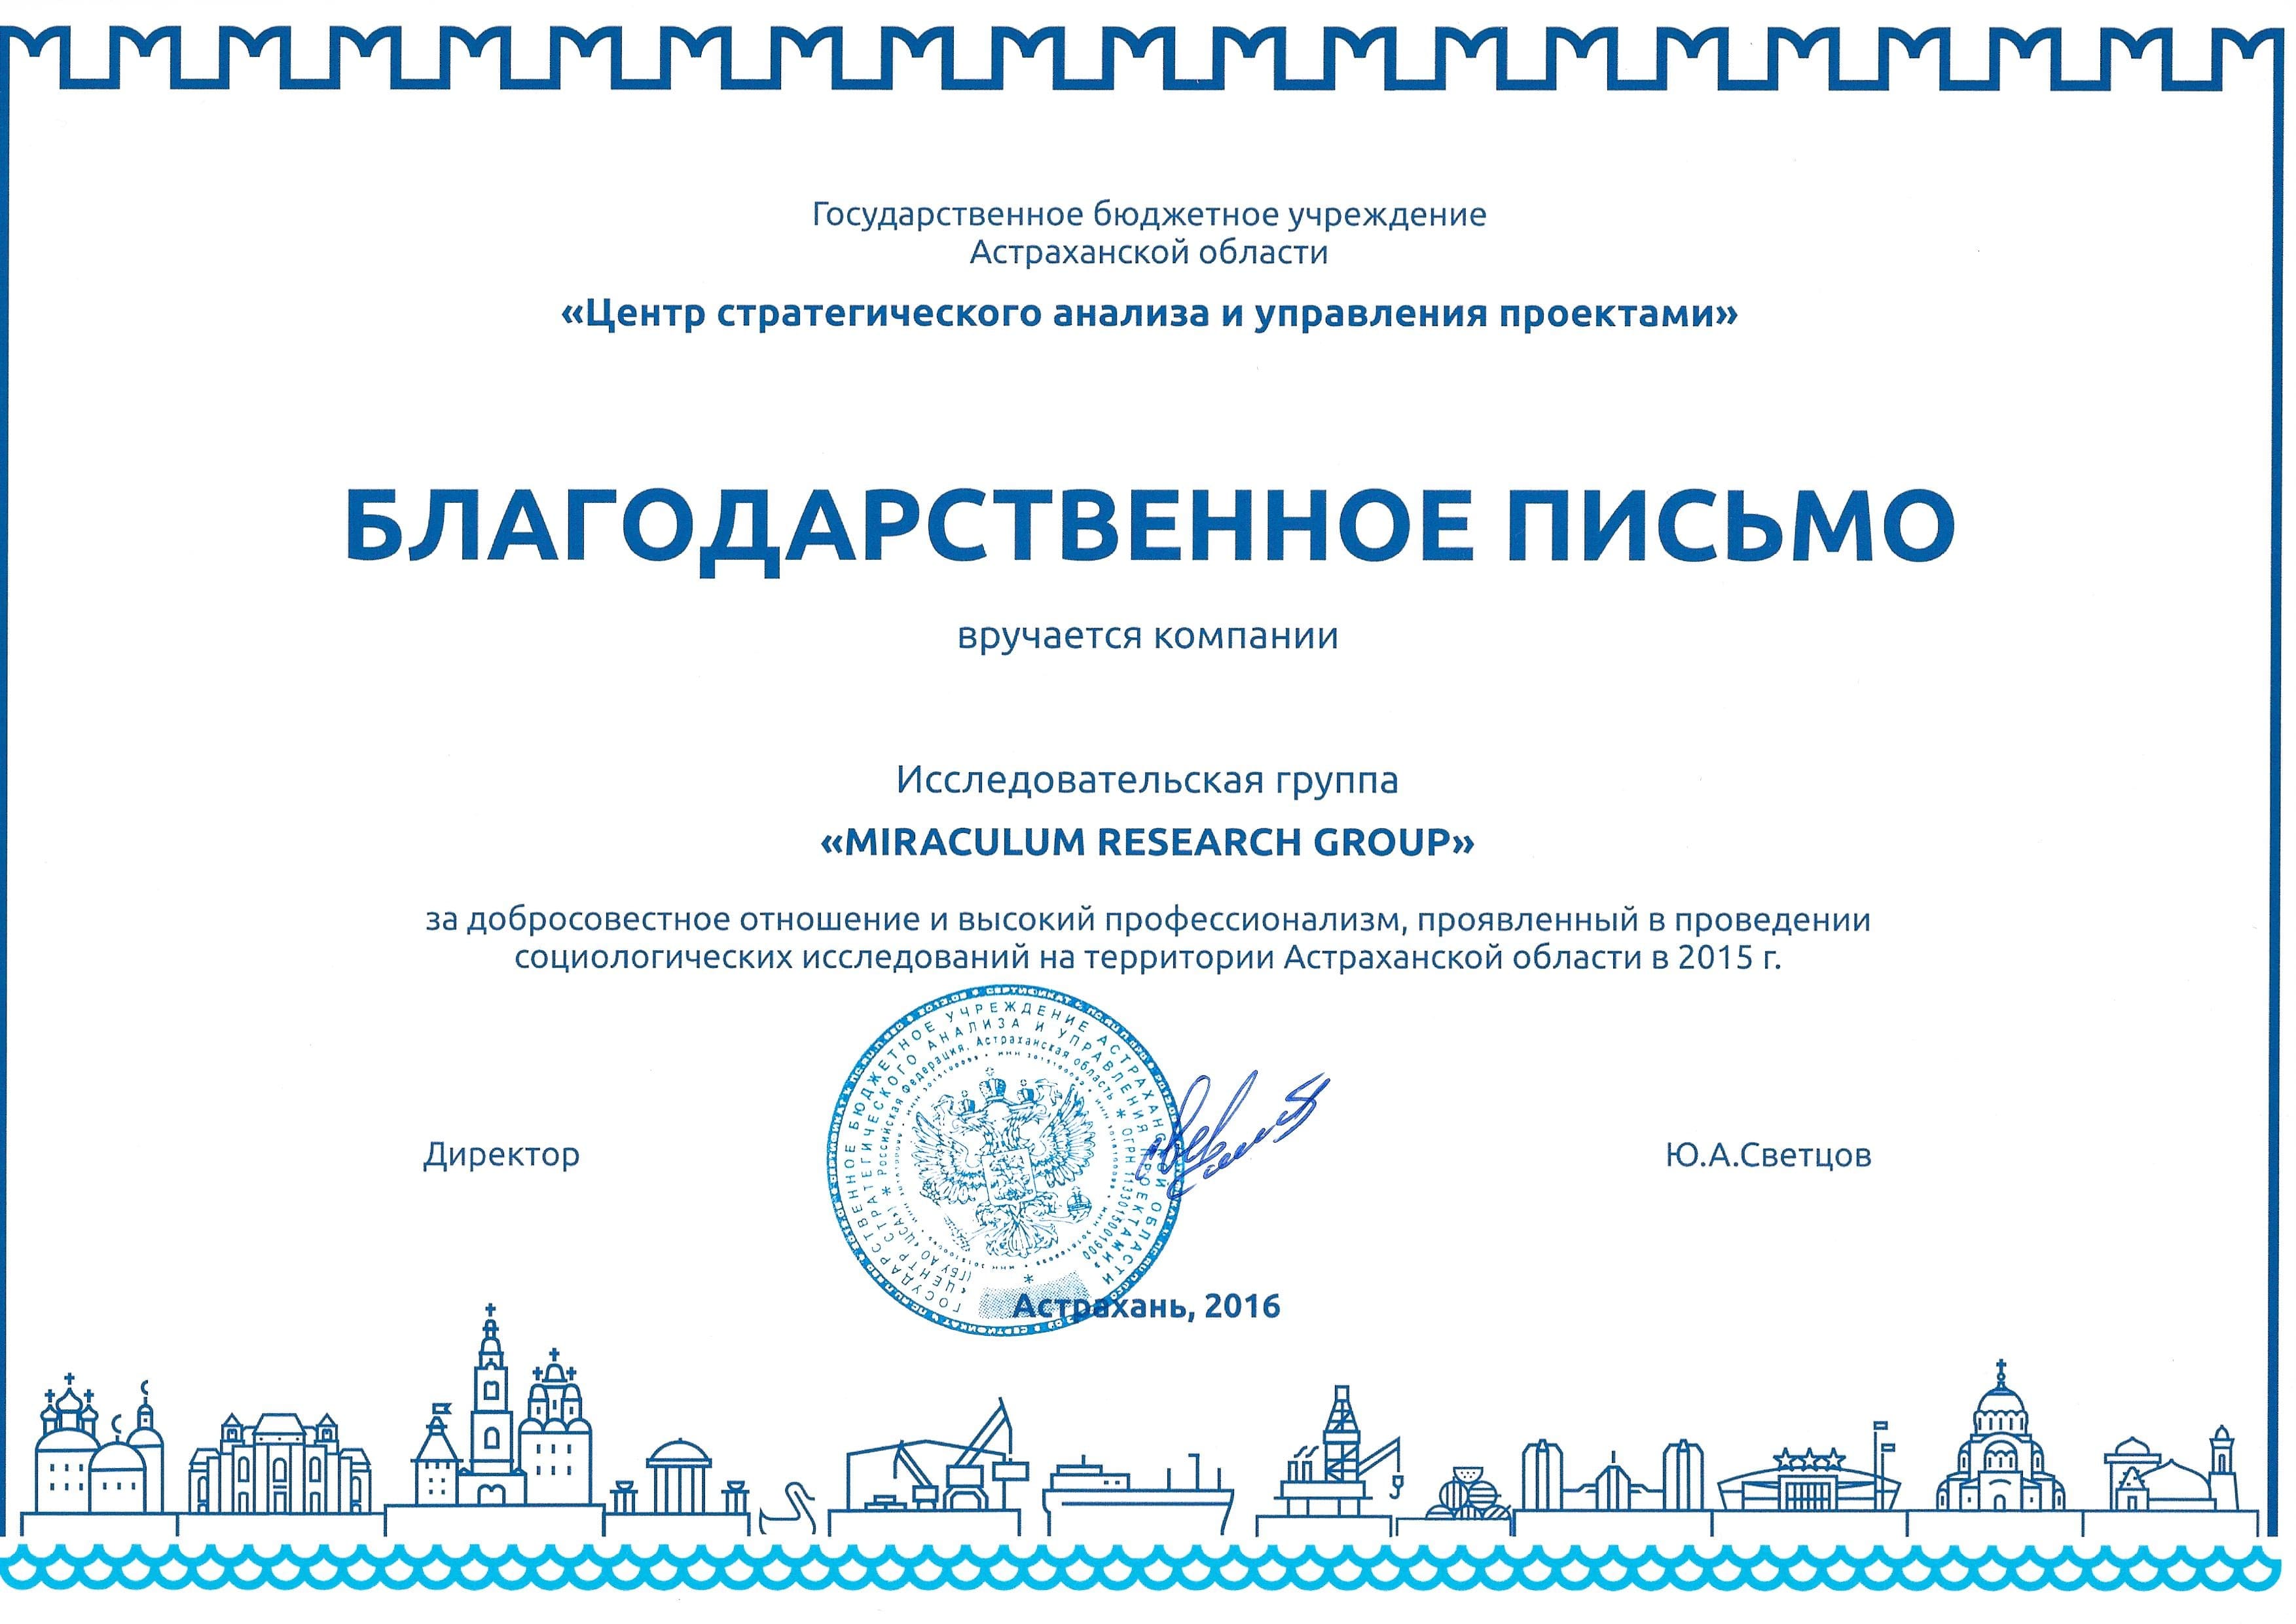 Государственное бюджетное учреждение
Астраханской области
«Центр стратегического анализа и управления проектами»
БЛАГОДАРСТВЕННОЕ ПИСЬМО
вручается компании
Исследовательская группа
«MIRACULUM RESEARCH GROUP»
за добросовестное отношение и высокий профессионализм, проявленный в проведении
социологических исследований на территории Астраханской области в 2015 г.
ГОСУДАРСТВЕННОЕ БЮДЖЕТНОЕ УЧРЕЖДЕНИЕ АСТРАХАНСКОЙ ОБЛАСТИ
«ЦЕНТР СТРАТЕГИЧЕСКОГО АНАЛИЗА И УПРАВЛЕНИЯ ПРОЕКТАМИ»
(ГБУ АО «ЦСА») * Российская Федерация, Астраханская область * ОГРН 1133015001900
Директор
Ю.А.Светцов
Астрахань, 2016